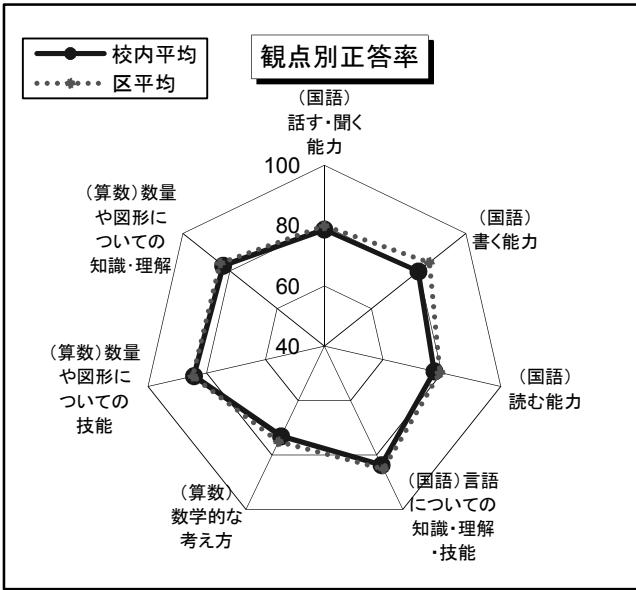 校内平均
区平均
観点別正答率
（国語）
話す・聞く
能力
（国語）
書く能力
（国語）
読む能力
（国語）言語
についての
知識・理解
・技能
（算数）
数学的な
考え方
（算数）数量
や図形に
ついての
技能
（算数）数量
や図形に
ついての
知識・理解
100
80
60
40